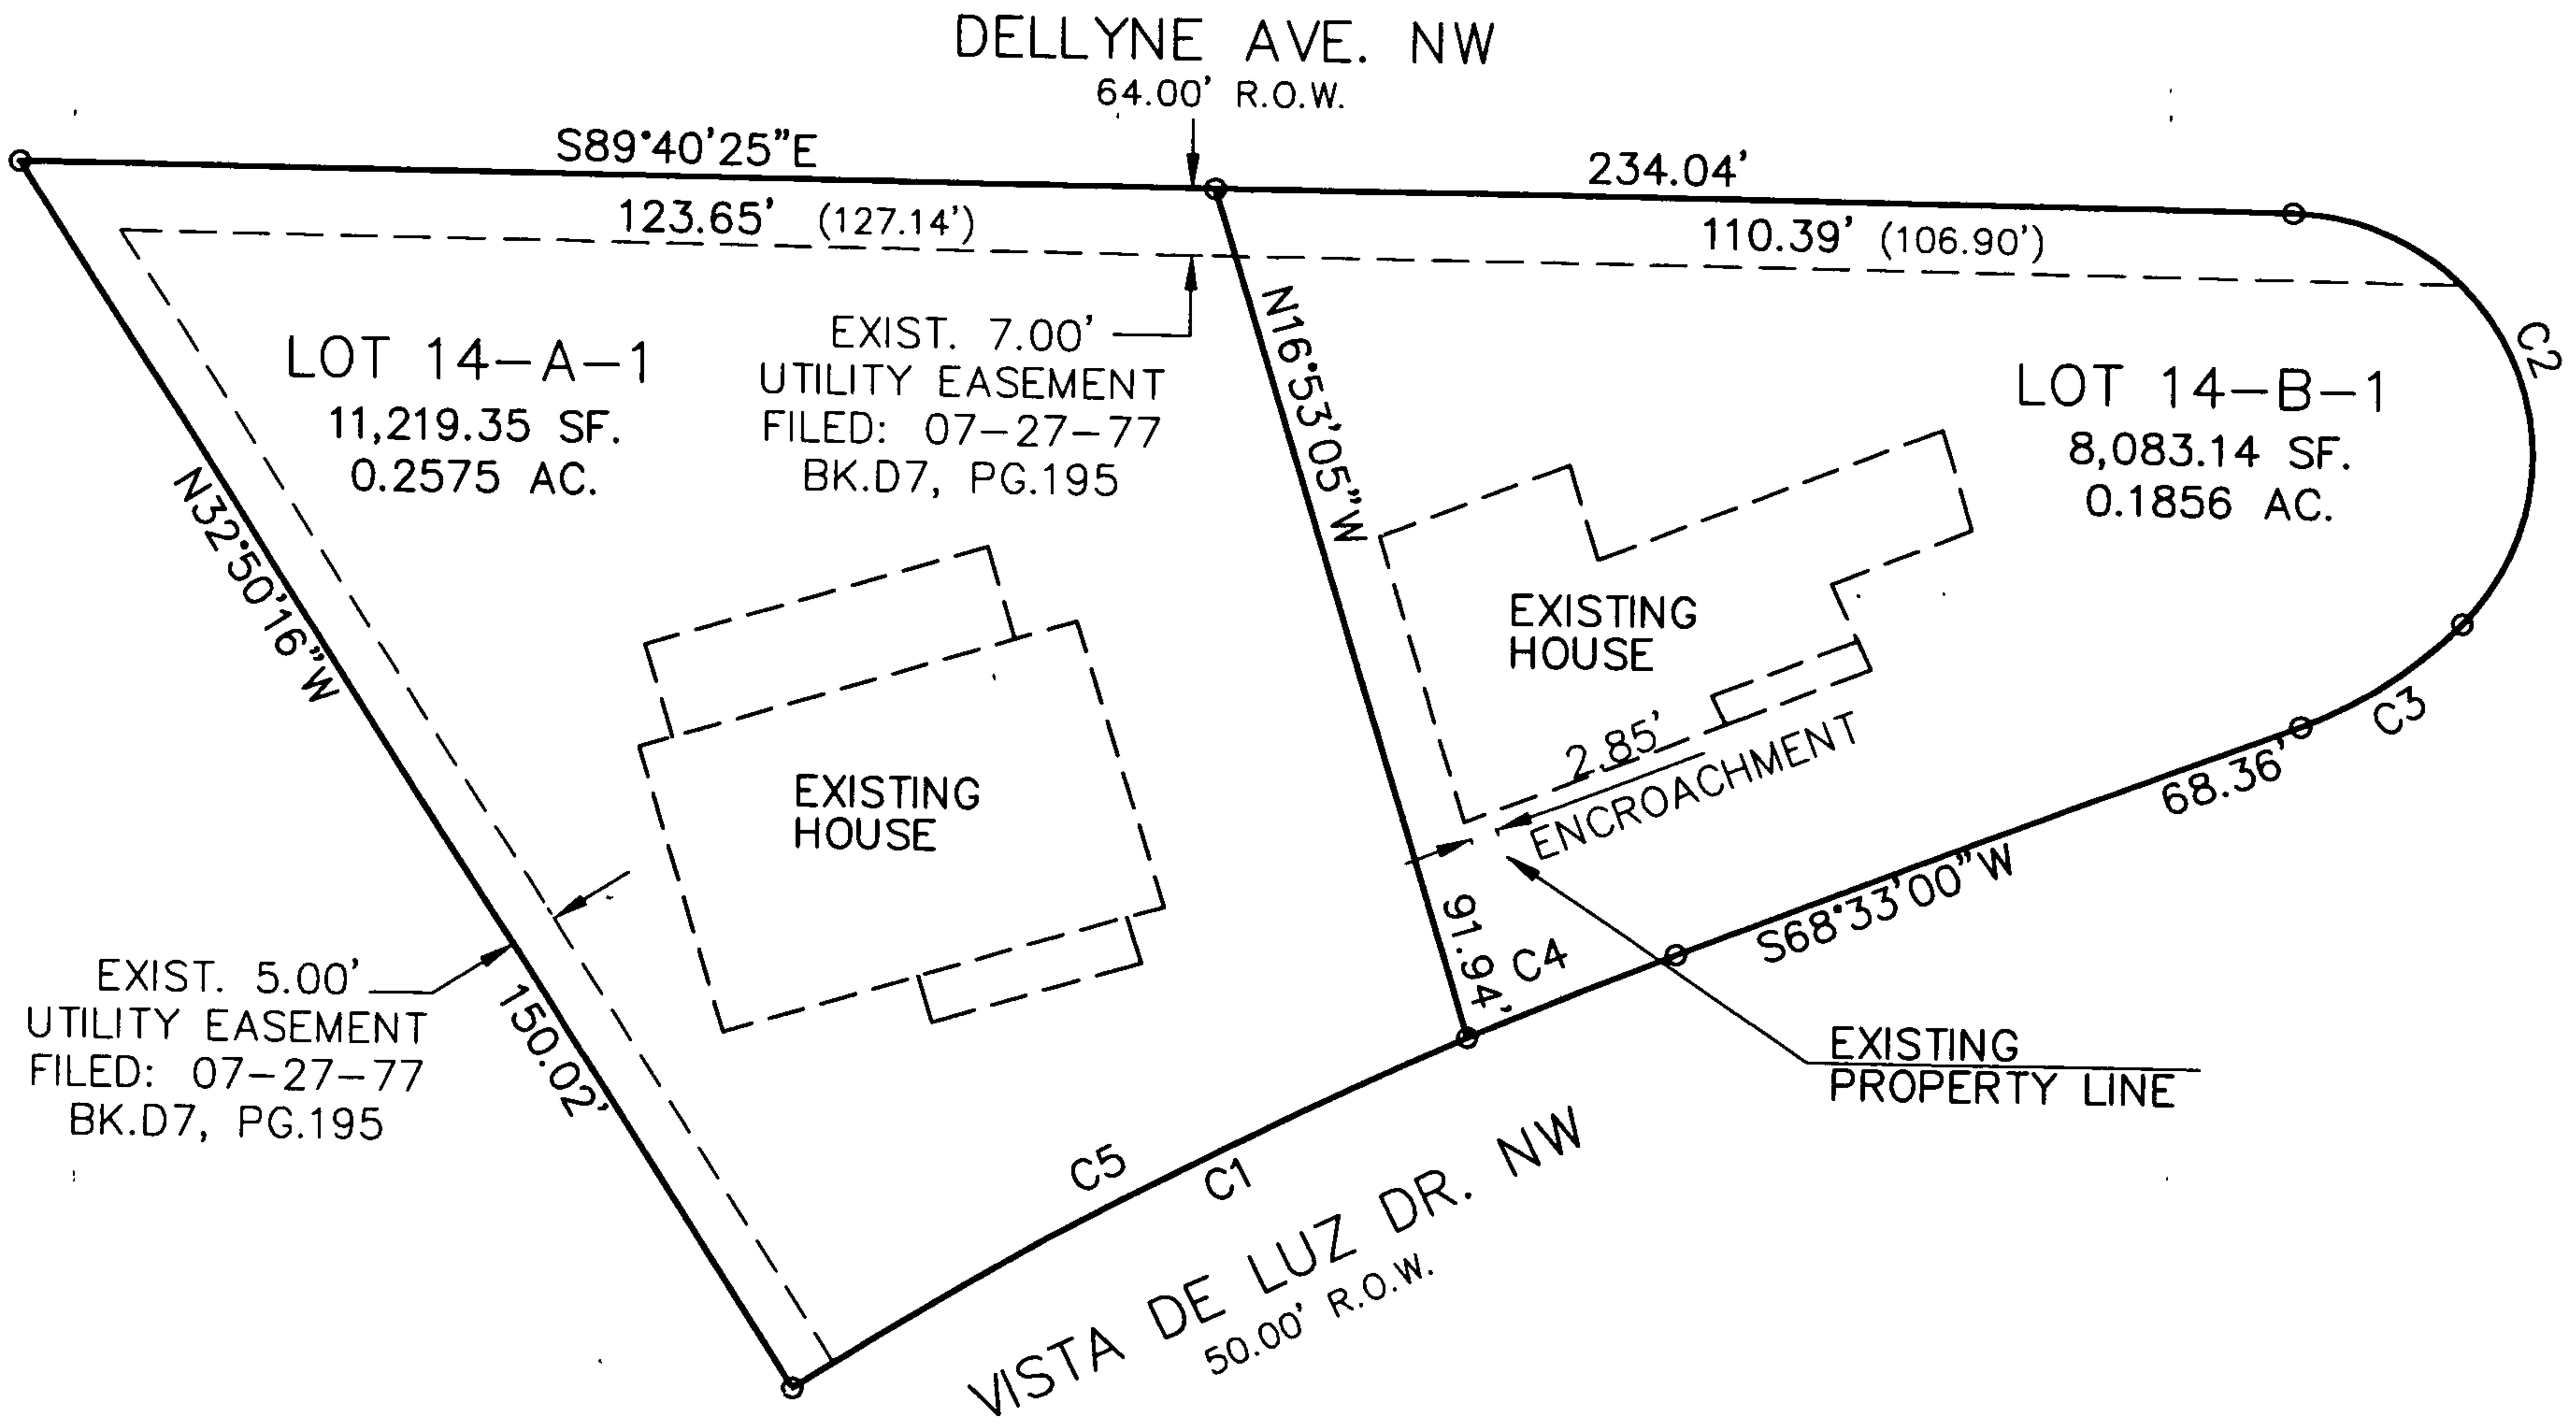 DELLYNE AVE. NW
64.00' R.O.W.
S89°40'25"E
234.04'
123.65' (127.14')
110.39' (106.90')
EXIST. 7.00'
UTILITY EASEMENT
FILED: 07-27-77
BK.D7, PG.195
LOT 14-A-1
11,219.35 SF.
0.2575 AC.
N16°53'05"W
91.94'
LOT 14-B-1
8,083.14 SF.
0.1856 AC.
C2
N32°50'16"W
150.02'
EXISTING
HOUSE
EXISTING
HOUSE
2.85'
ENCROACHMENT
C3
68.36'
S68°33'00"W
C4
EXIST. 5.00'
UTILITY EASEMENT
FILED: 07-27-77
BK.D7, PG.195
EXISTING
PROPERTY LINE
C5
C1
VISTA DE LUZ DR. NW
50.00' R.O.W.